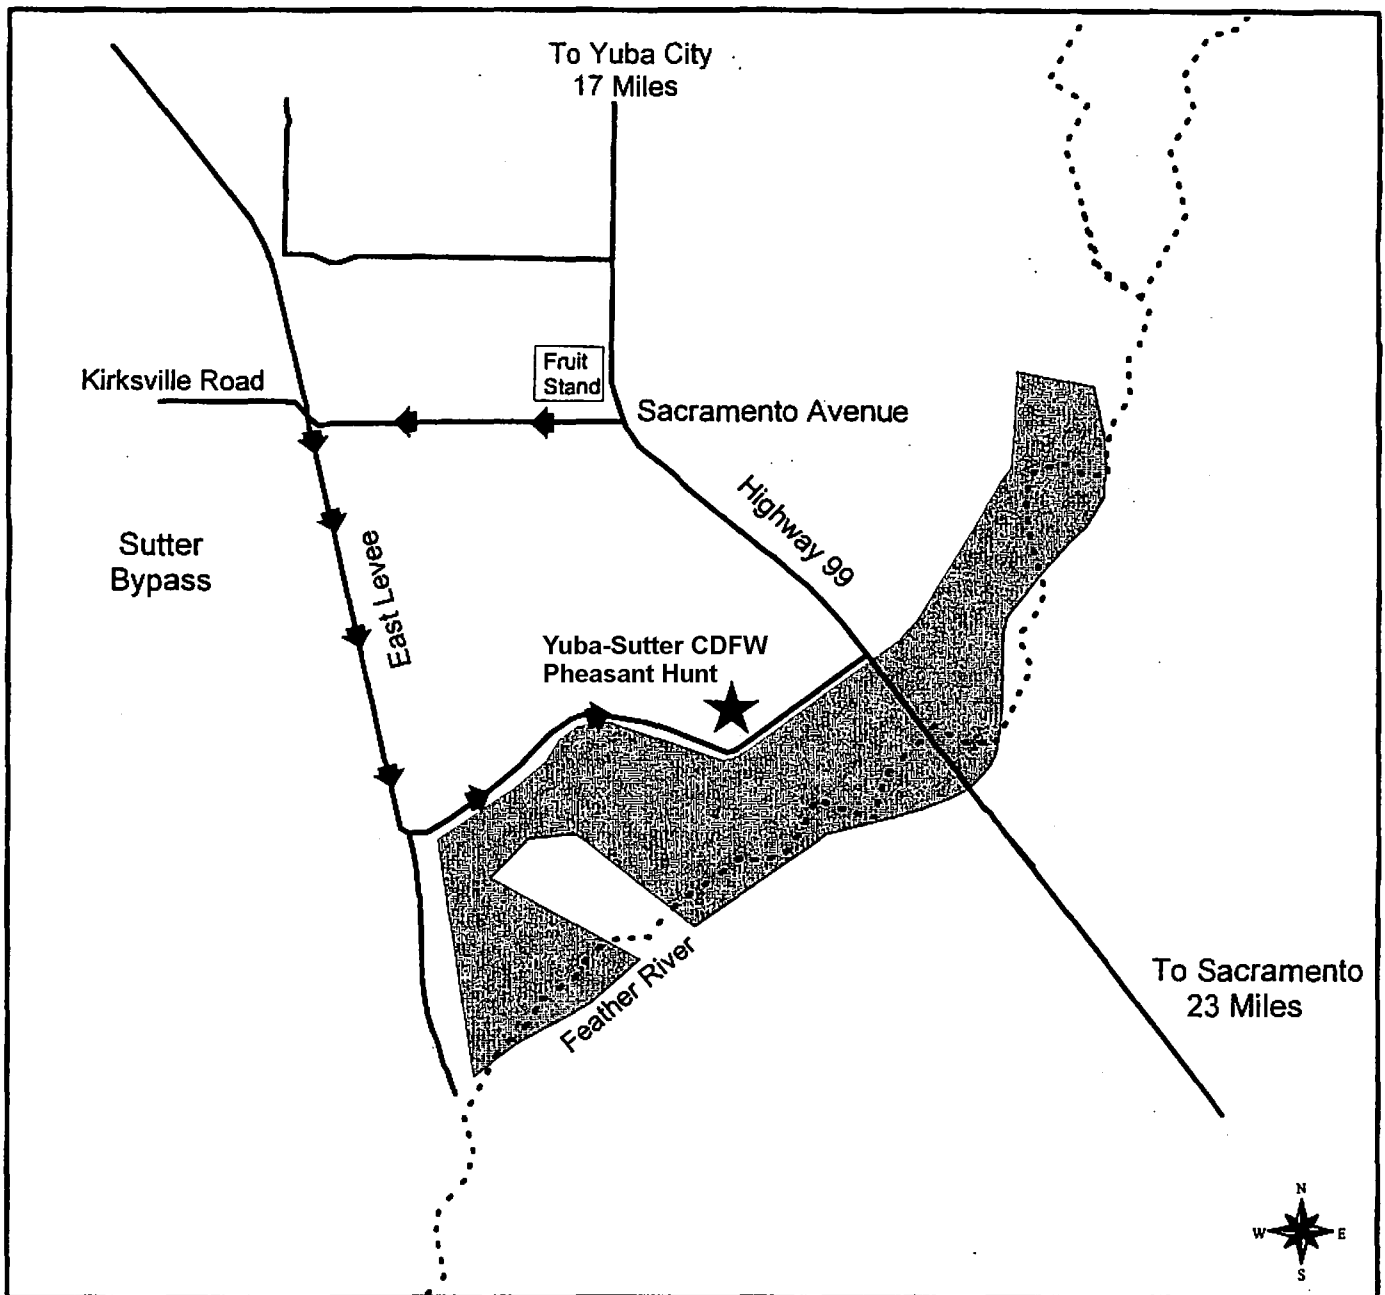 To Yuba City
17 Miles
Fruit
Stand
Kirksville Road
Sacramento Avenue
Highway 99
Sutter
Bypass
East Levee
Yuba-Sutter CDFW
Pheasant Hunt
Feather River
To Sacramento
23 Miles
N
W
E
S